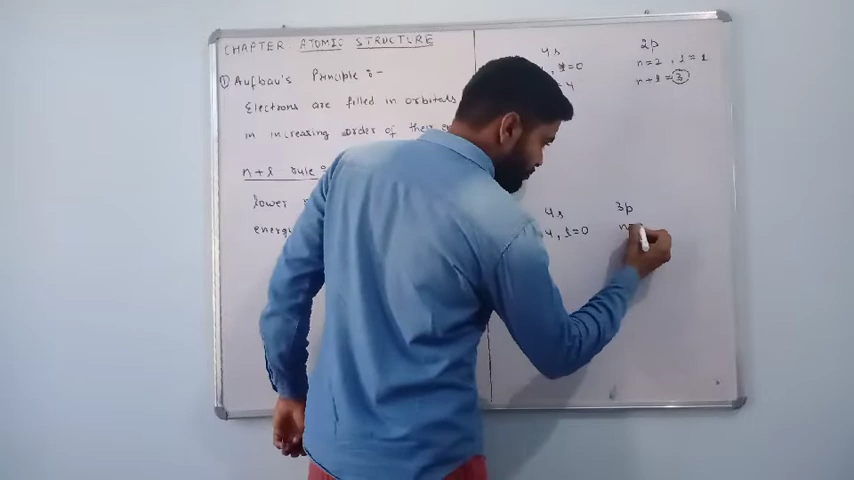 CHAPTER ATOMIC STRUCTURE
① Aufbau's Principle :-
Electrons are filled in orbitals
in increasing order of their
n+l rule
lower
energy
4s
l=0
4
2p
n=2, l=1
n+l=3
4s
4, l=0
3p
n=